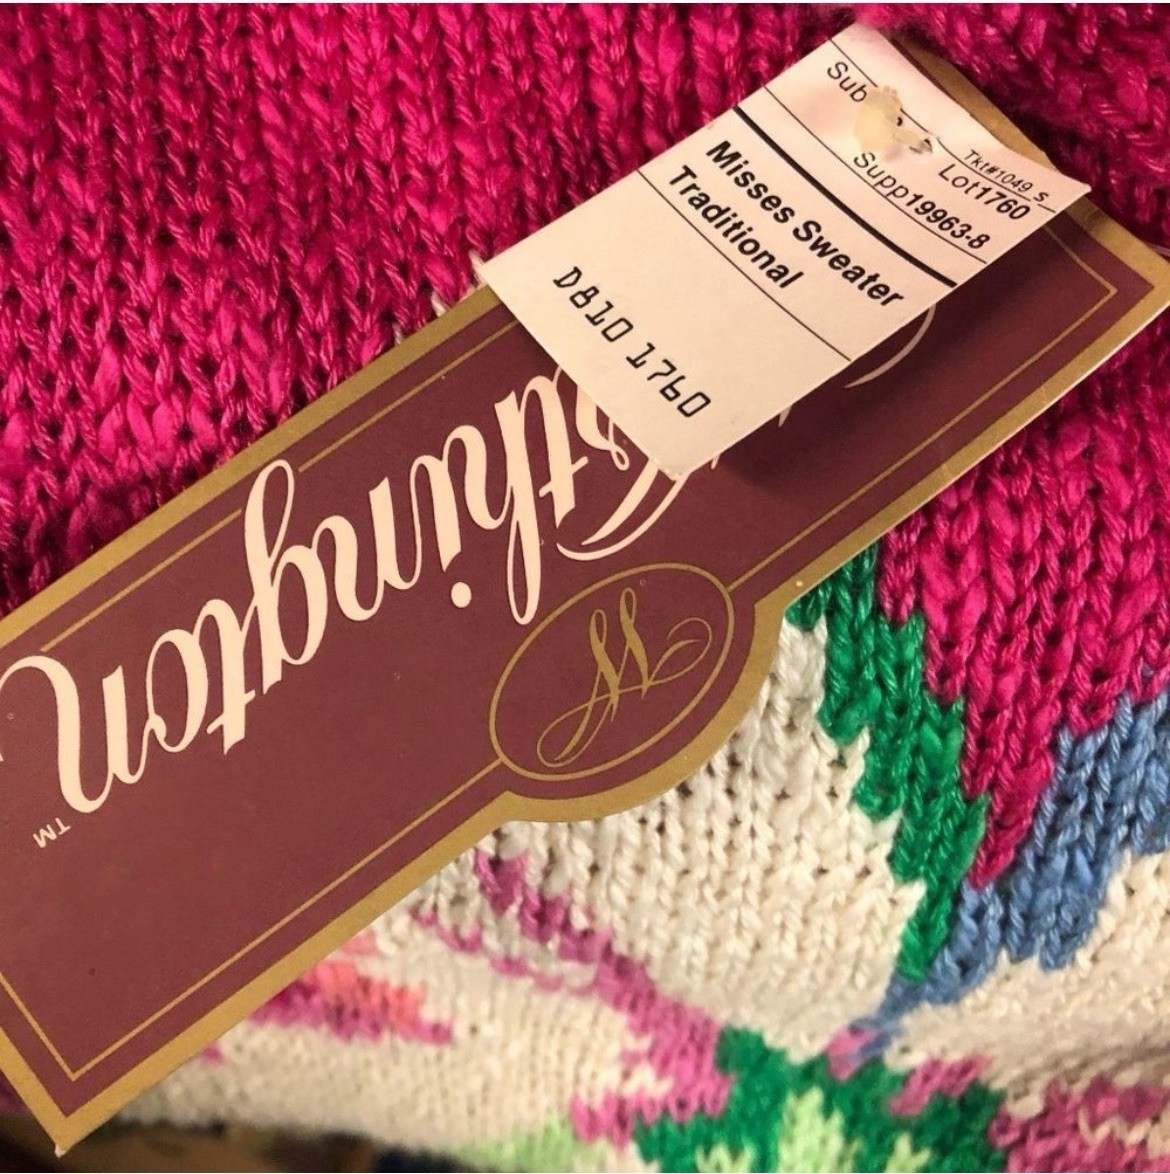 Sub
Tkt#1049 S
Lot1760
Supp19963-8
Misses Sweater
Traditional
D810 1760
thington
TM
W